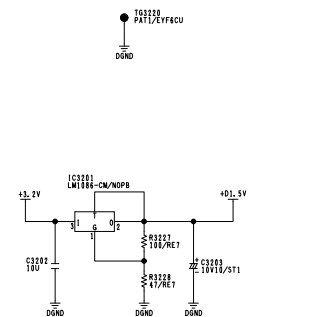 TG3220
PAT1/EYF6CU
DGND
IC3201
LM1086-CM/NOPB
+3.2V
+D1.5V
T
3 I O 2
G
1
R3227
100/RE7
C3202
10U
C3203
+
10V10/ST1
R3228
47/RE7
DGND DGND DGND